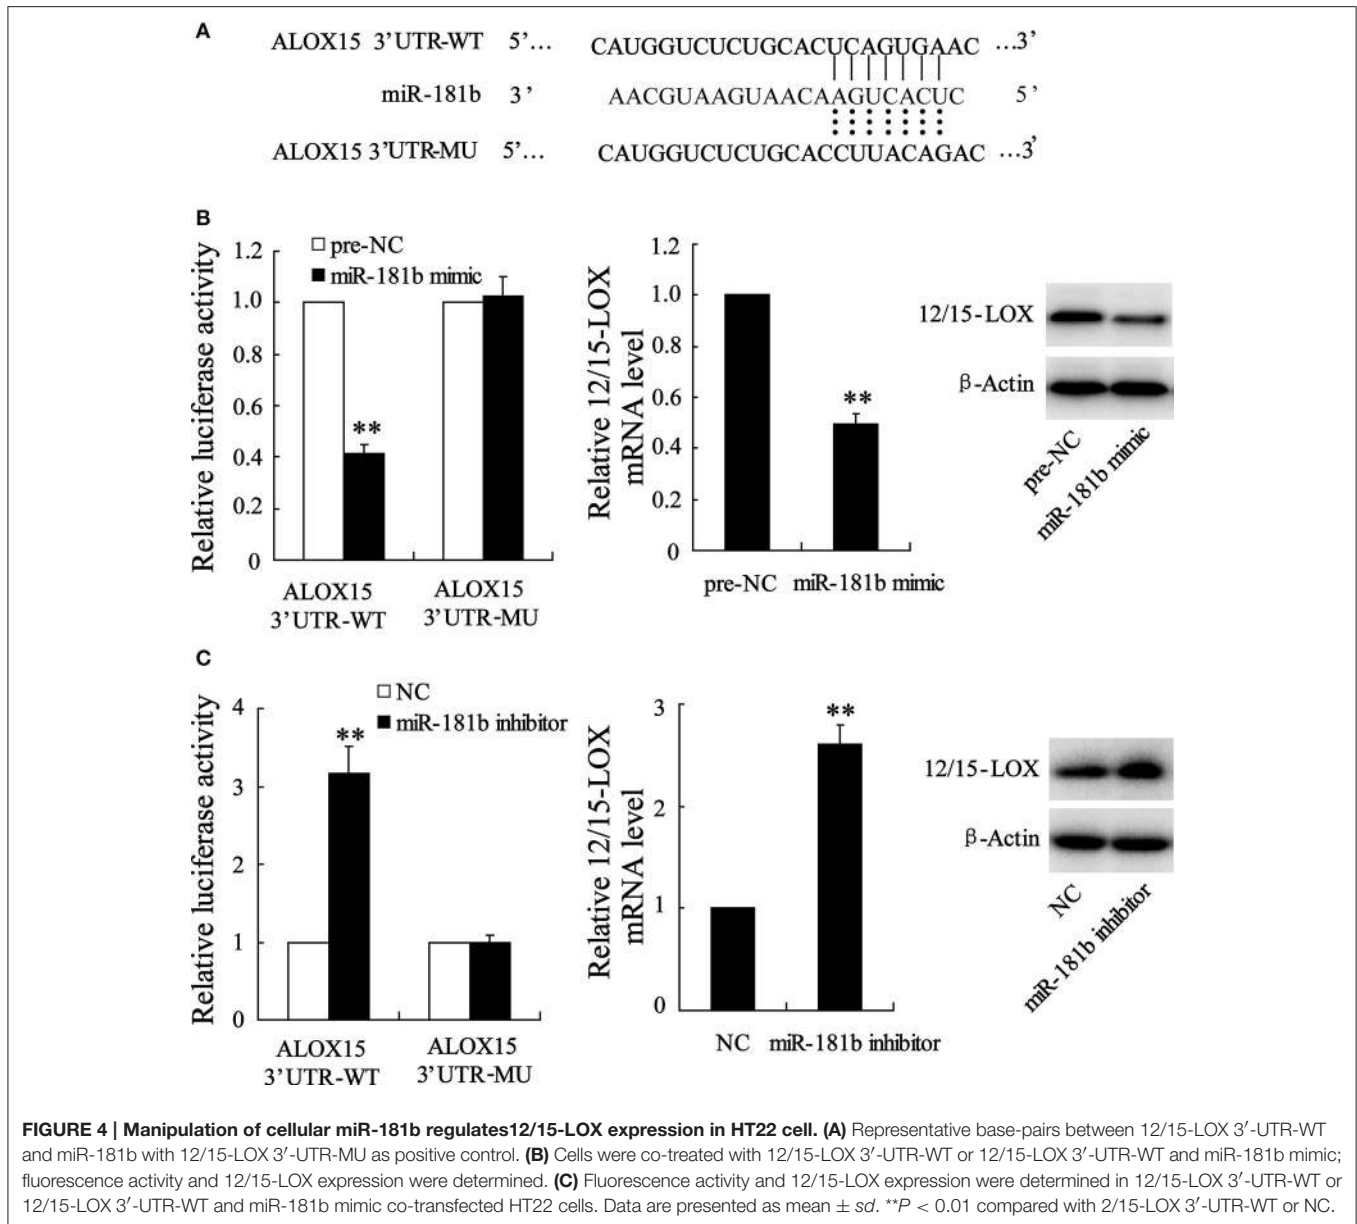 A
ALOX15 3’UTR-WT 5’… CAUGGUCUCUGCACUCAGUGAAC …3’
miR-181b 3’ AACGUAAGUAACAAGUCACUC 5’
ALOX15 3’UTR-MU 5’… CAUGGUCUCUGCACCUUACAGAC …3’
B
Relative luciferase activity
1.2
1.0
0.8
0.6
0.4
0.2
0
pre-NC
miR-181b mimic
**
ALOX15
3’UTR-WT
ALOX15
3’UTR-MU
Relative 12/15-LOX
mRNA level
1.2
1.0
0.8
0.6
0.4
0.2
0
**
pre-NC miR-181b mimic
12/15-LOX
β-Actin
pre-NC
miR-181b mimic
C
Relative luciferase activity
4
3
2
1
0
NC
miR-181b inhibitor
**
ALOX15
3’UTR-WT
ALOX15
3’UTR-MU
Relative 12/15-LOX
mRNA level
3
2
1
0
**
NC miR-181b inhibitor
12/15-LOX
β-Actin
NC
miR-181b inhibitor
FIGURE 4 | Manipulation of cellular miR-181b regulates12/15-LOX expression in HT22 cell. (A) Representative base-pairs between 12/15-LOX 3′-UTR-WT
and miR-181b with 12/15-LOX 3′-UTR-MU as positive control. (B) Cells were co-treated with 12/15-LOX 3′-UTR-WT or 12/15-LOX 3′-UTR-WT and miR-181b mimic;
fluorescence activity and 12/15-LOX expression were determined. (C) Fluorescence activity and 12/15-LOX expression were determined in 12/15-LOX 3′-UTR-WT or
12/15-LOX 3′-UTR-WT and miR-181b mimic co-transfected HT22 cells. Data are presented as mean ± sd. **P < 0.01 compared with 2/15-LOX 3′-UTR-WT or NC.